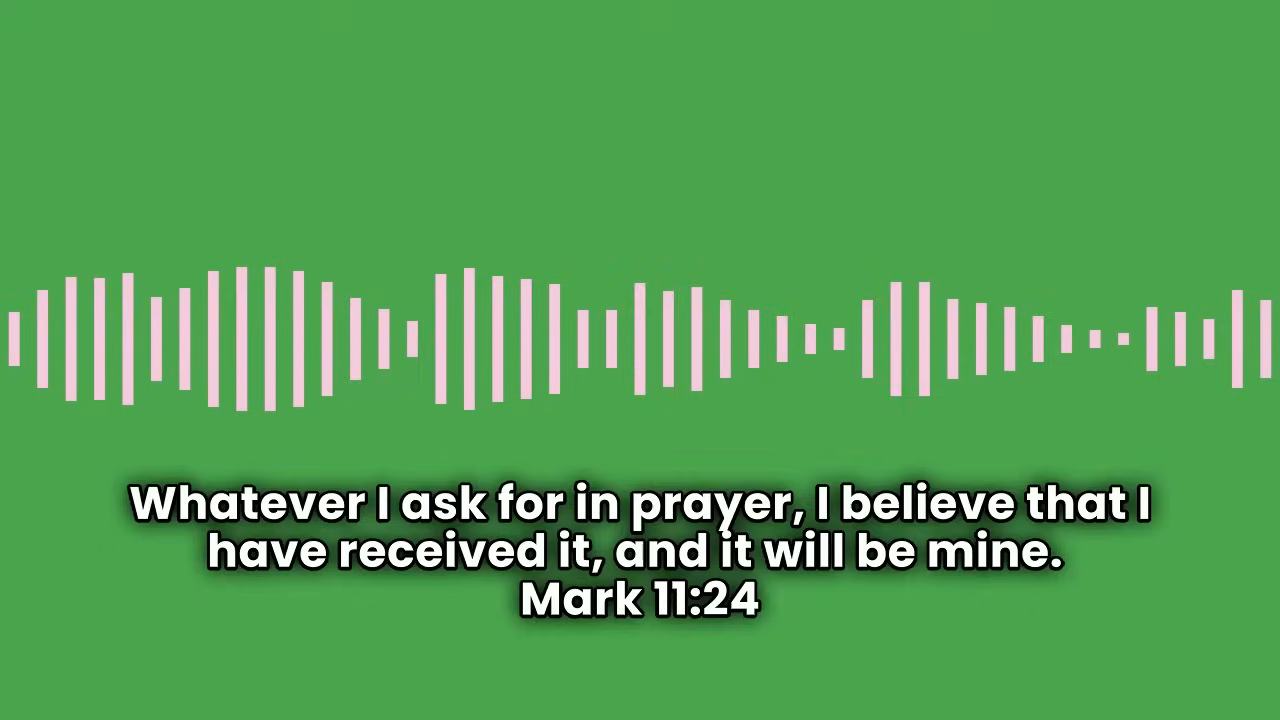 Whatever I ask for in prayer, I believe that I
have received it, and it will be mine.
Mark 11:24